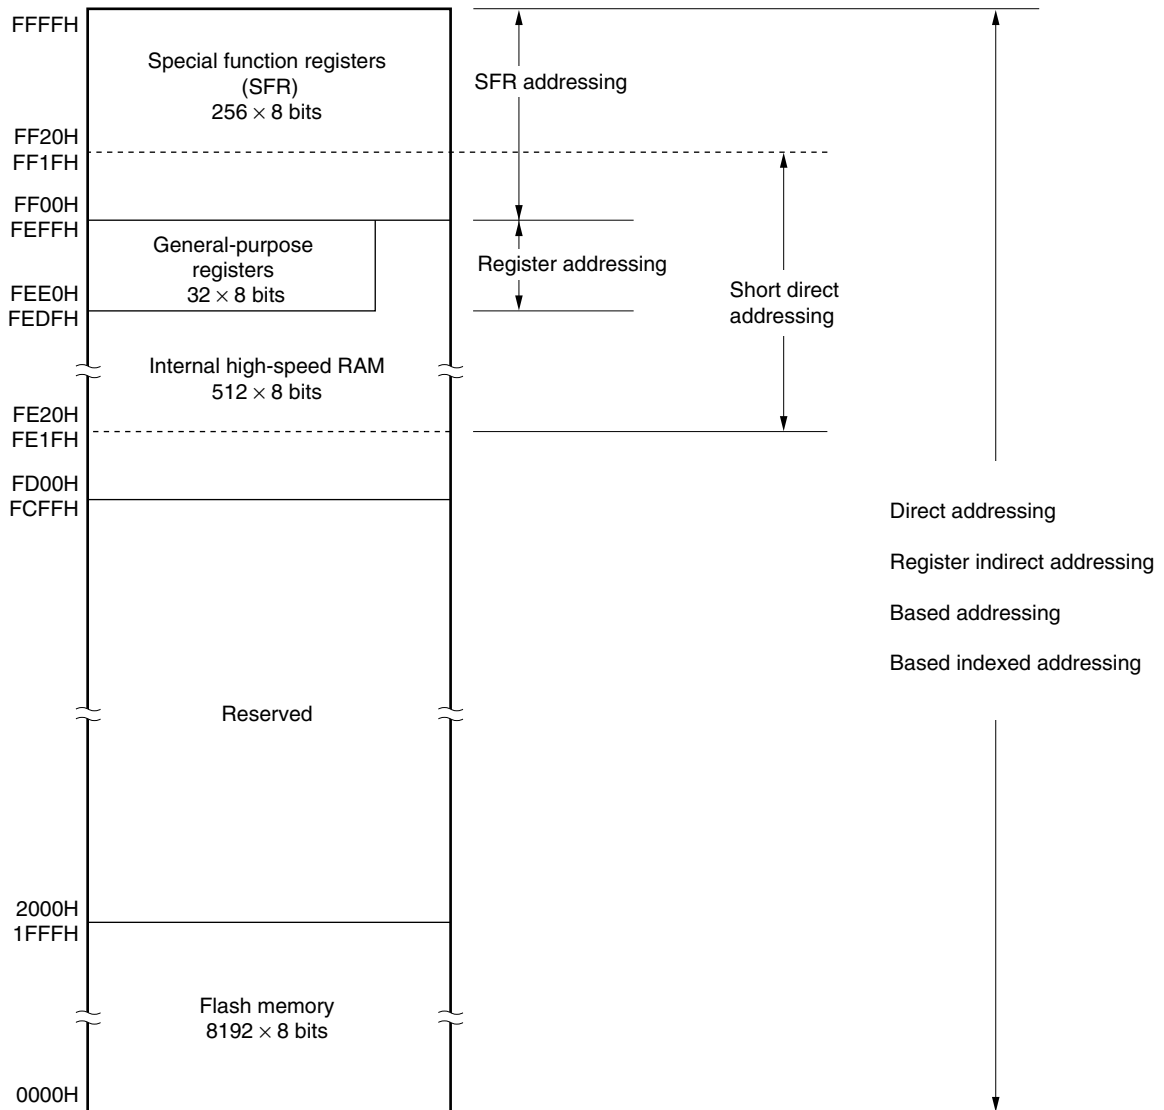 FFFFH
Special function registers
(SFR)
256 × 8 bits
SFR addressing
FF20H
FF1FH
FF00H
FEFFH
General-purpose
registers
32 × 8 bits
Register addressing
FEE0H
FEDFH
Short direct
addressing
Internal high-speed RAM
512 × 8 bits
FE20H
FE1FH
FD00H
FCFFH
Direct addressing
Register indirect addressing
Based addressing
Based indexed addressing
Reserved
2000H
1FFFH
Flash memory
8192 × 8 bits
0000H